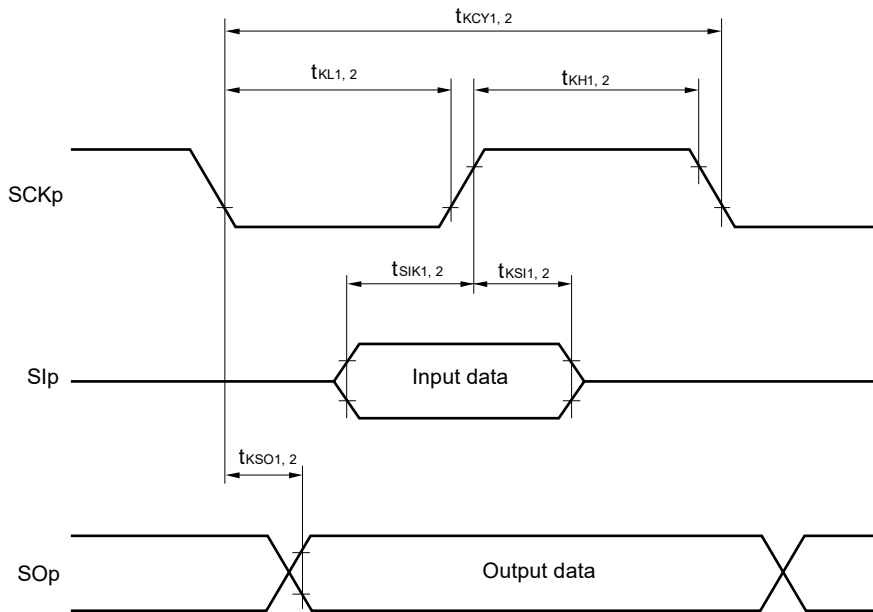 tKCY1, 2
tKL1, 2
tKH1, 2
SCKp
tSIK1, 2
tKSI1, 2
SIp
Input data
tKSO1, 2
SOp
Output data